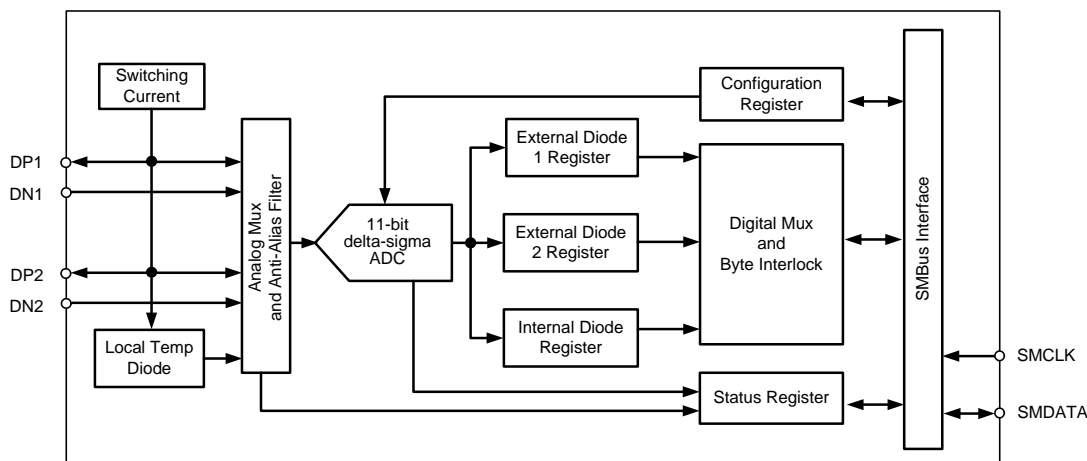 Switching
Current
Configuration
Register
External Diode
1 Register
DP1
DN1
Analog Mux
and Anti-Alias Filter
11-bit
delta-sigma
ADC
External Diode
2 Register
Digital Mux
and
Byte Interlock
SMBus Interface
DP2
DN2
Local Temp
Diode
Internal Diode
Register
SMCLK
Status Register
SMDATA